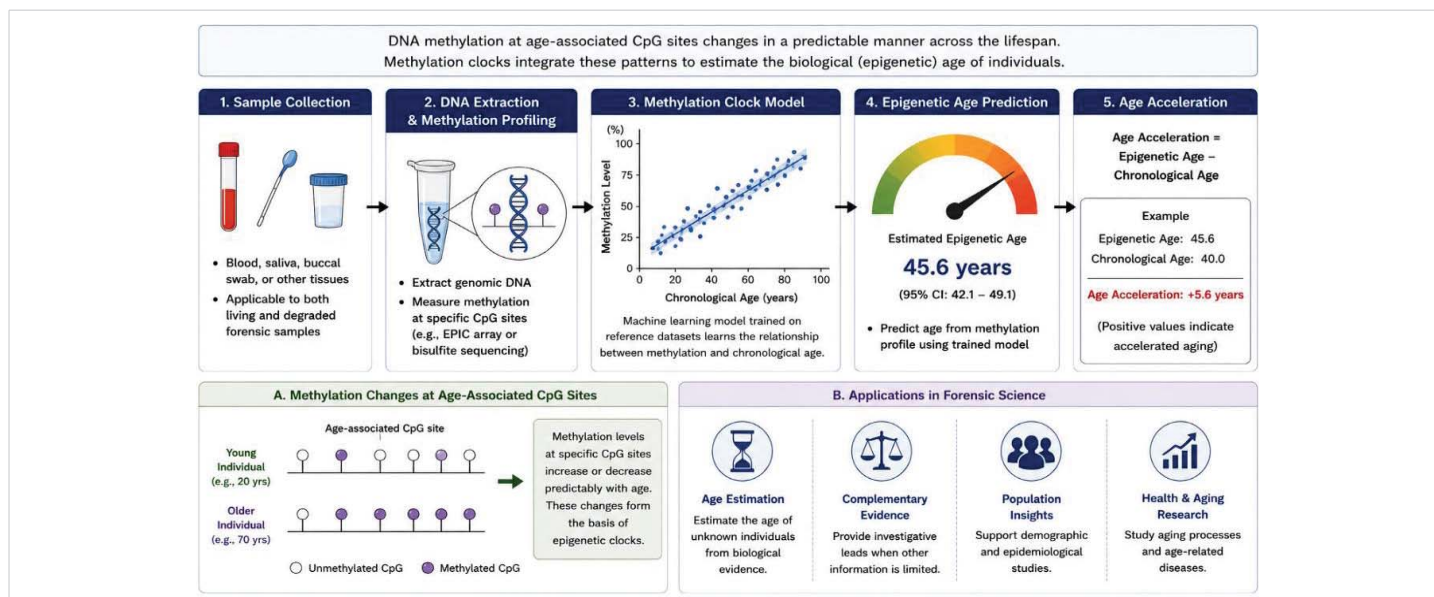 DNA methylation at age-associated CpG sites changes in a predictable manner across the lifespan.
Methylation clocks integrate these patterns to estimate the biological (epigenetic) age of individuals.
1. Sample Collection
• Blood, saliva, buccal
swab, or other tissues
• Applicable to both
living and degraded
forensic samples
2. DNA Extraction
& Methylation Profiling
• Extract genomic DNA
• Measure methylation
at specific CpG sites
(e.g., EPIC array or
bisulfite sequencing)
3. Methylation Clock Model
(%)
100
75
50
25
0
Methylation Level
0 20 40 60 80 100
Chronological Age (years)
Machine learning model trained on
reference datasets learns the relationship
between methylation and chronological age.
4. Epigenetic Age Prediction
Estimated Epigenetic Age
45.6 years
(95% CI: 42.1 – 49.1)
• Predict age from methylation
profile using trained model
5. Age Acceleration
Age Acceleration =
Epigenetic Age –
Chronological Age
Example
Epigenetic Age: 45.6
Chronological Age: 40.0
Age Acceleration: +5.6 years
(Positive values indicate
accelerated aging)
A. Methylation Changes at Age-Associated CpG Sites
Age-associated CpG site
Young
Individual
(e.g., 20 yrs)
Older
Individual
(e.g., 70 yrs)
Unmethylated CpG
Methylated CpG
Methylation levels
at specific CpG sites
increase or decrease
predictably with age.
These changes form
the basis of
epigenetic clocks.
B. Applications in Forensic Science
Age Estimation
Estimate the age of
unknown individuals
from biological
evidence.
Complementary
Evidence
Provide investigative
leads when other
information is limited.
Population
Insights
Support demographic
and epidemiological
studies.
Health & Aging
Research
Study aging processes
and age-related
diseases.